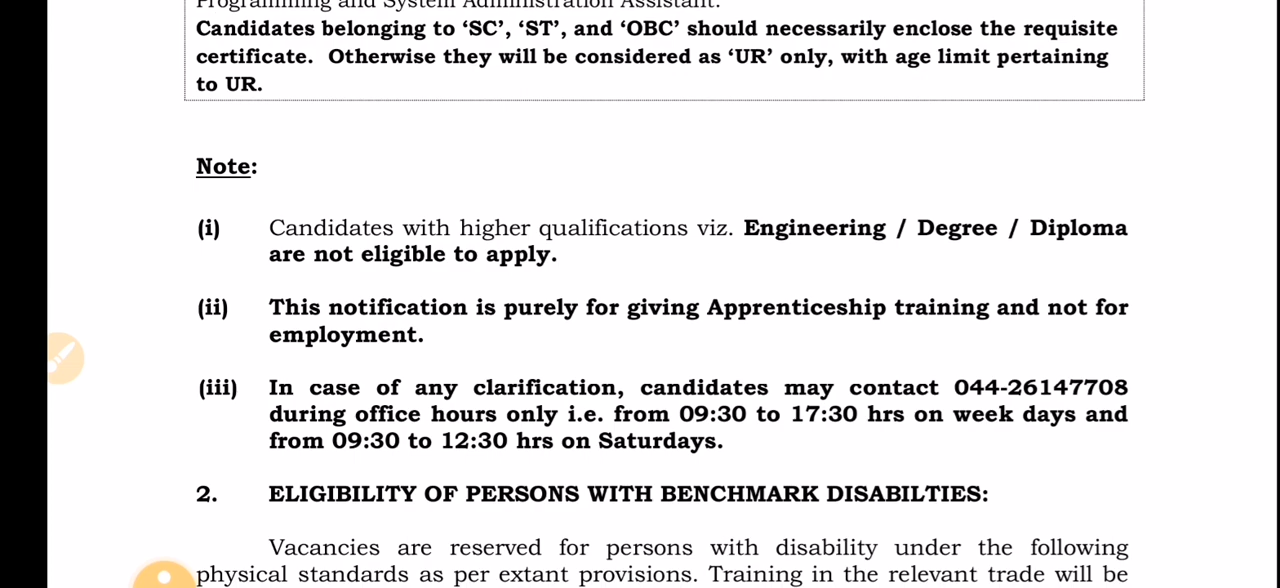 Programming and System Administration Assistant.
Candidates belonging to ‘SC’, ‘ST’, and ‘OBC’ should necessarily enclose the requisite
certificate. Otherwise they will be considered as ‘UR’ only, with age limit pertaining
to UR.
Note:
(i) Candidates with higher qualifications viz. Engineering / Degree / Diploma
are not eligible to apply.
(ii) This notification is purely for giving Apprenticeship training and not for
employment.
(iii) In case of any clarification, candidates may contact 044-26147708
during office hours only i.e. from 09:30 to 17:30 hrs on week days and
from 09:30 to 12:30 hrs on Saturdays.
2. ELIGIBILITY OF PERSONS WITH BENCHMARK DISABILTIES:
Vacancies are reserved for persons with disability under the following
physical standards as per extant provisions. Training in the relevant trade will be